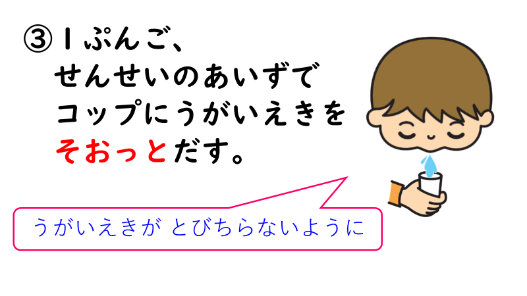 ③１ぷんご、
せんせいのあいずで
コップにうがいえきを
そおっとだす。
うがいえきが とびちらないように